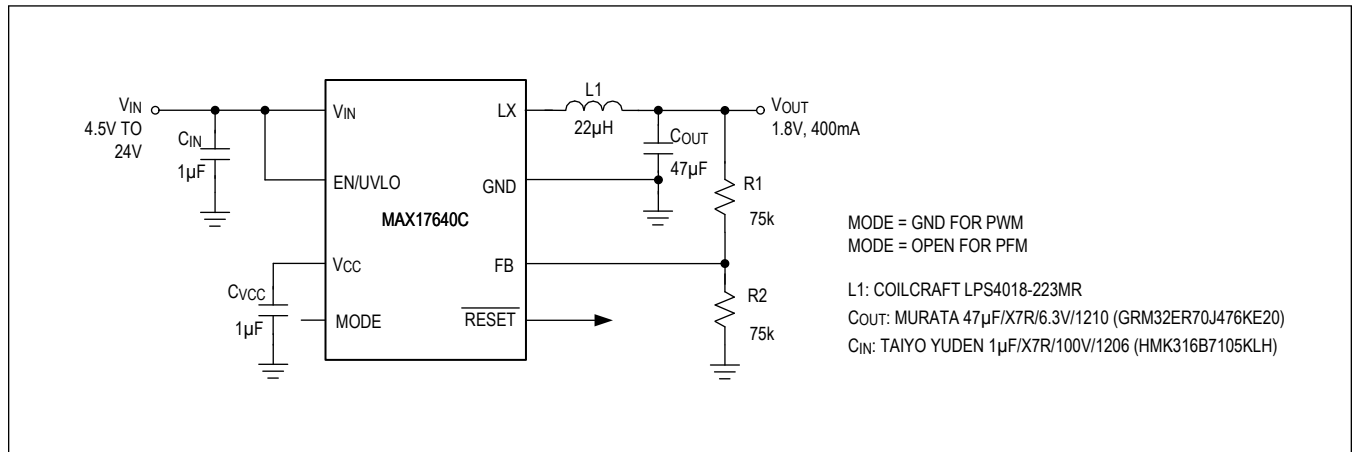 VIN
4.5V TO
24V
CIN
1µF
VIN
EN/UVLO
VCC
MODE
CVCC
1µF
MAX17640C
LX
GND
FB
RESET
L1
22µH
COUT
47µF
VOUT
1.8V, 400mA
R1
75k
R2
75k
MODE = GND FOR PWM
MODE = OPEN FOR PFM
L1: COILCRAFT LPS4018-223MR
COUT: MURATA 47µF/X7R/6.3V/1210 (GRM32ER70J476KE20)
CIN: TAIYO YUDEN 1µF/X7R/100V/1206 (HMK316B7105KLH)